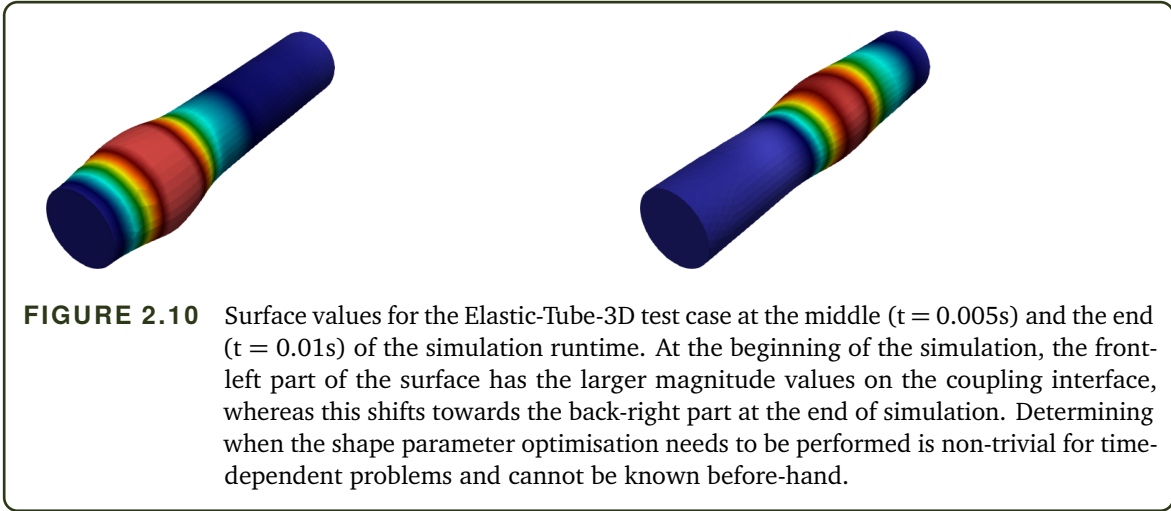 FIGURE 2.10 Surface values for the Elastic-Tube-3D test case at the middle (t = 0.005s) and the end
(t = 0.01s) of the simulation runtime. At the beginning of the simulation, the front-
left part of the surface has the larger magnitude values on the coupling interface,
whereas this shifts towards the back-right part at the end of simulation. Determining
when the shape parameter optimisation needs to be performed is non-trivial for time-
dependent problems and cannot be known before-hand.